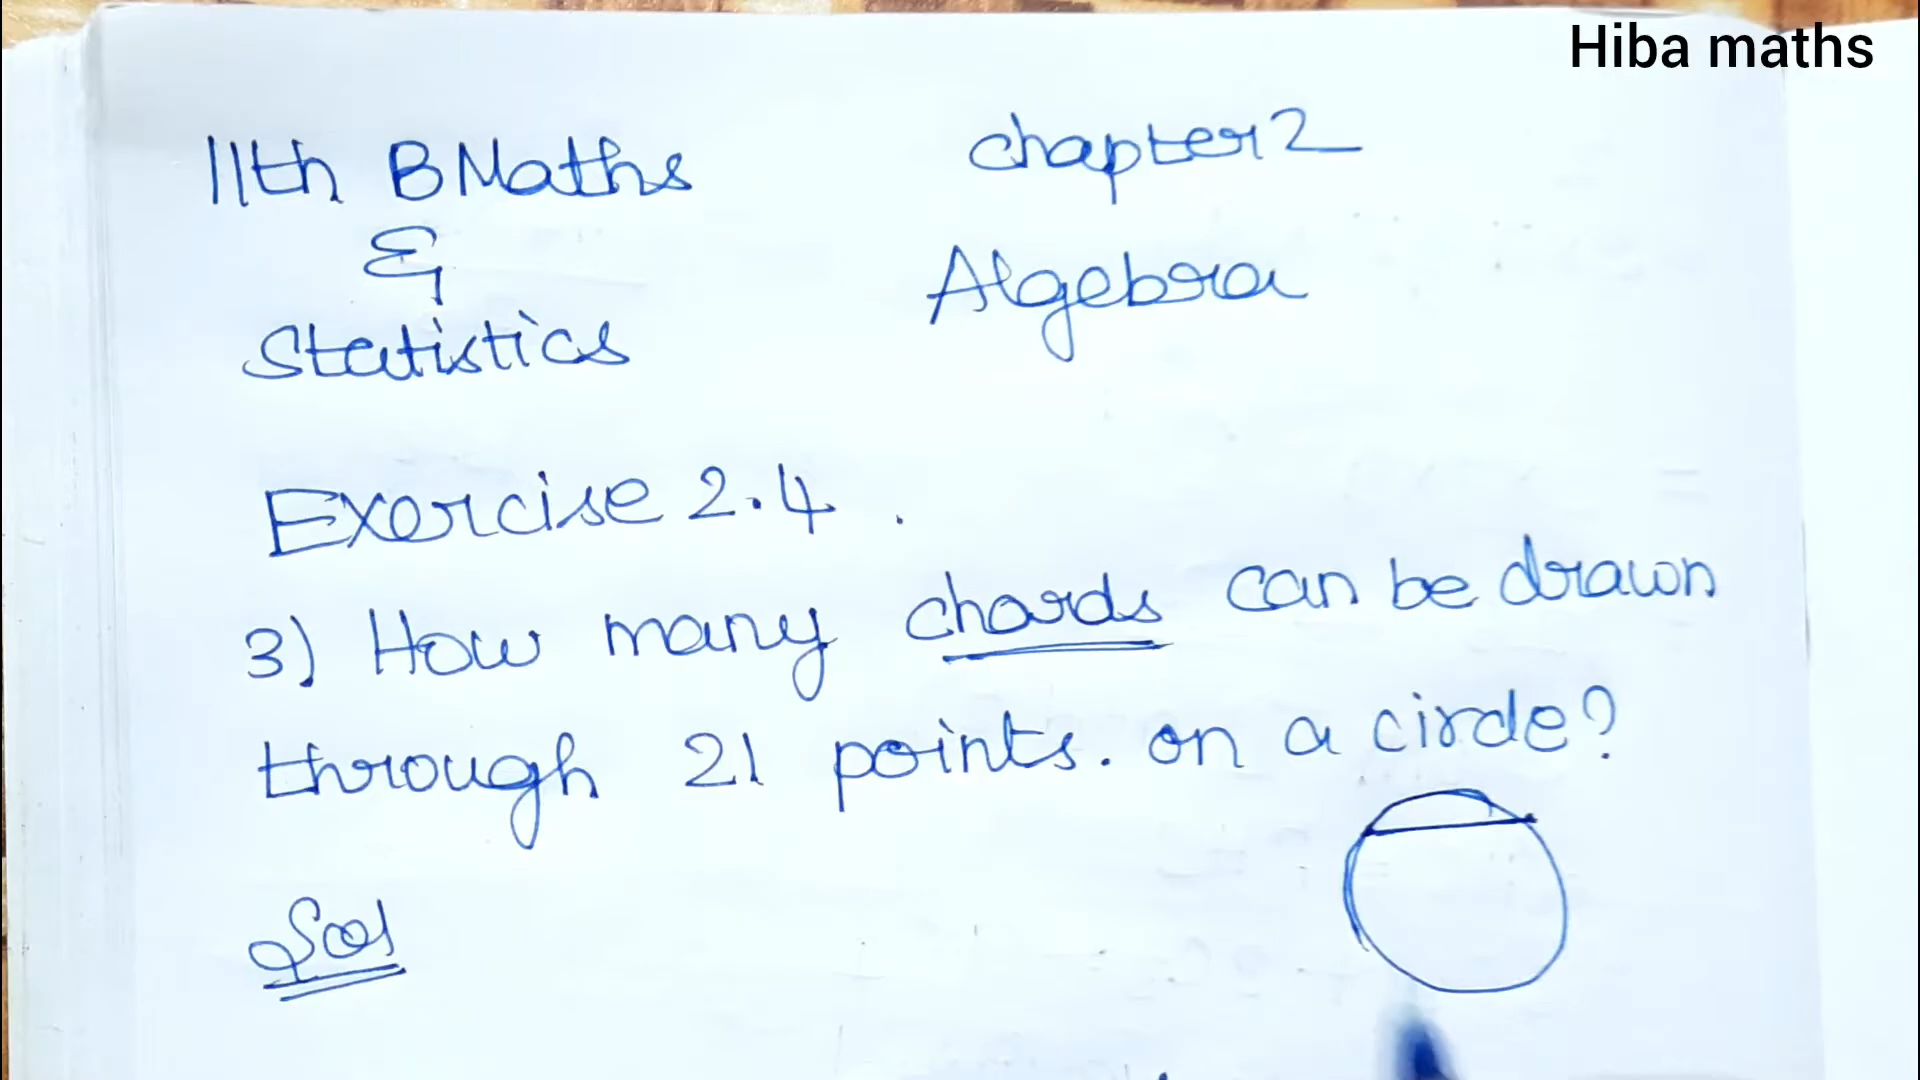 Hiba maths
11th B Maths
&
Statistics
chapter 2
Algebra
Exercise 2.4.
3) How many chords can be drawn
through 21 points. on a circle?
Sol